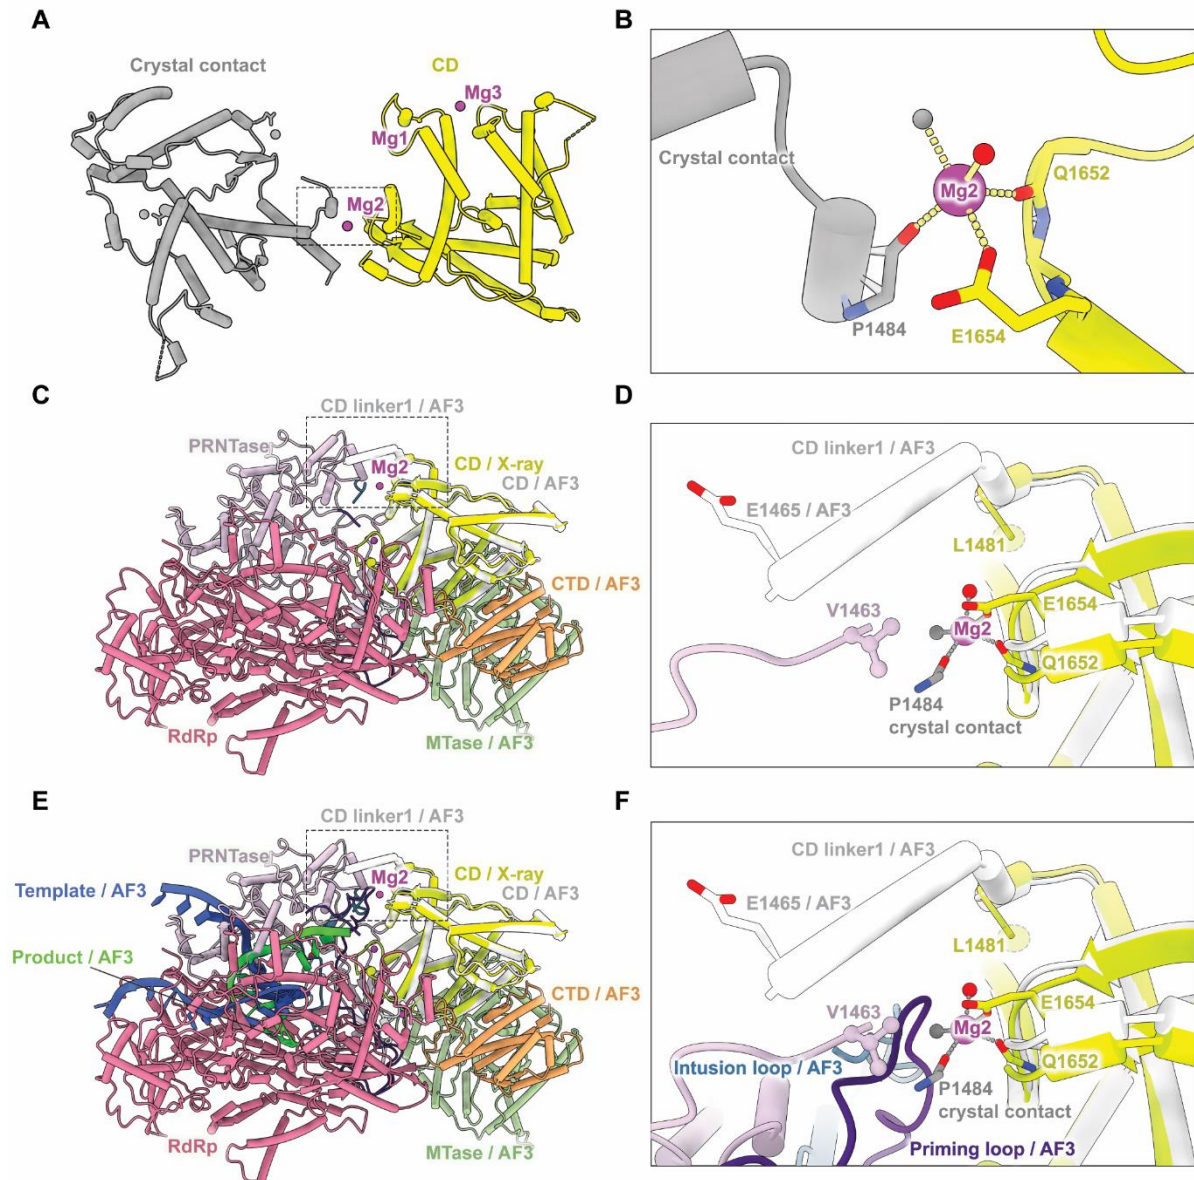 A
Crystal contact
CD
Mg3
Mg1
Mg2
B
Crystal contact
Mg2
Q1652
P1484
E1654
C
CD linker1 / AF3
PRNTase
Mg2
CD / X-ray
CD / AF3
CTD / AF3
RdRp
MTase / AF3
D
CD linker1 / AF3
E1465 / AF3
L1481
V1463
E1654
Mg2
Q1652
P1484
crystal contact
E
CD linker1 / AF3
PRNTase
Mg2
Template / AF3
CD / X-ray
CD / AF3
Product / AF3
CTD / AF3
RdRp
MTase / AF3
F
CD linker1 / AF3
E1465 / AF3
L1481
V1463
E1654
Mg2
Intusion loop / AF3
Q1652
P1484
crystal contact
Priming loop / AF3